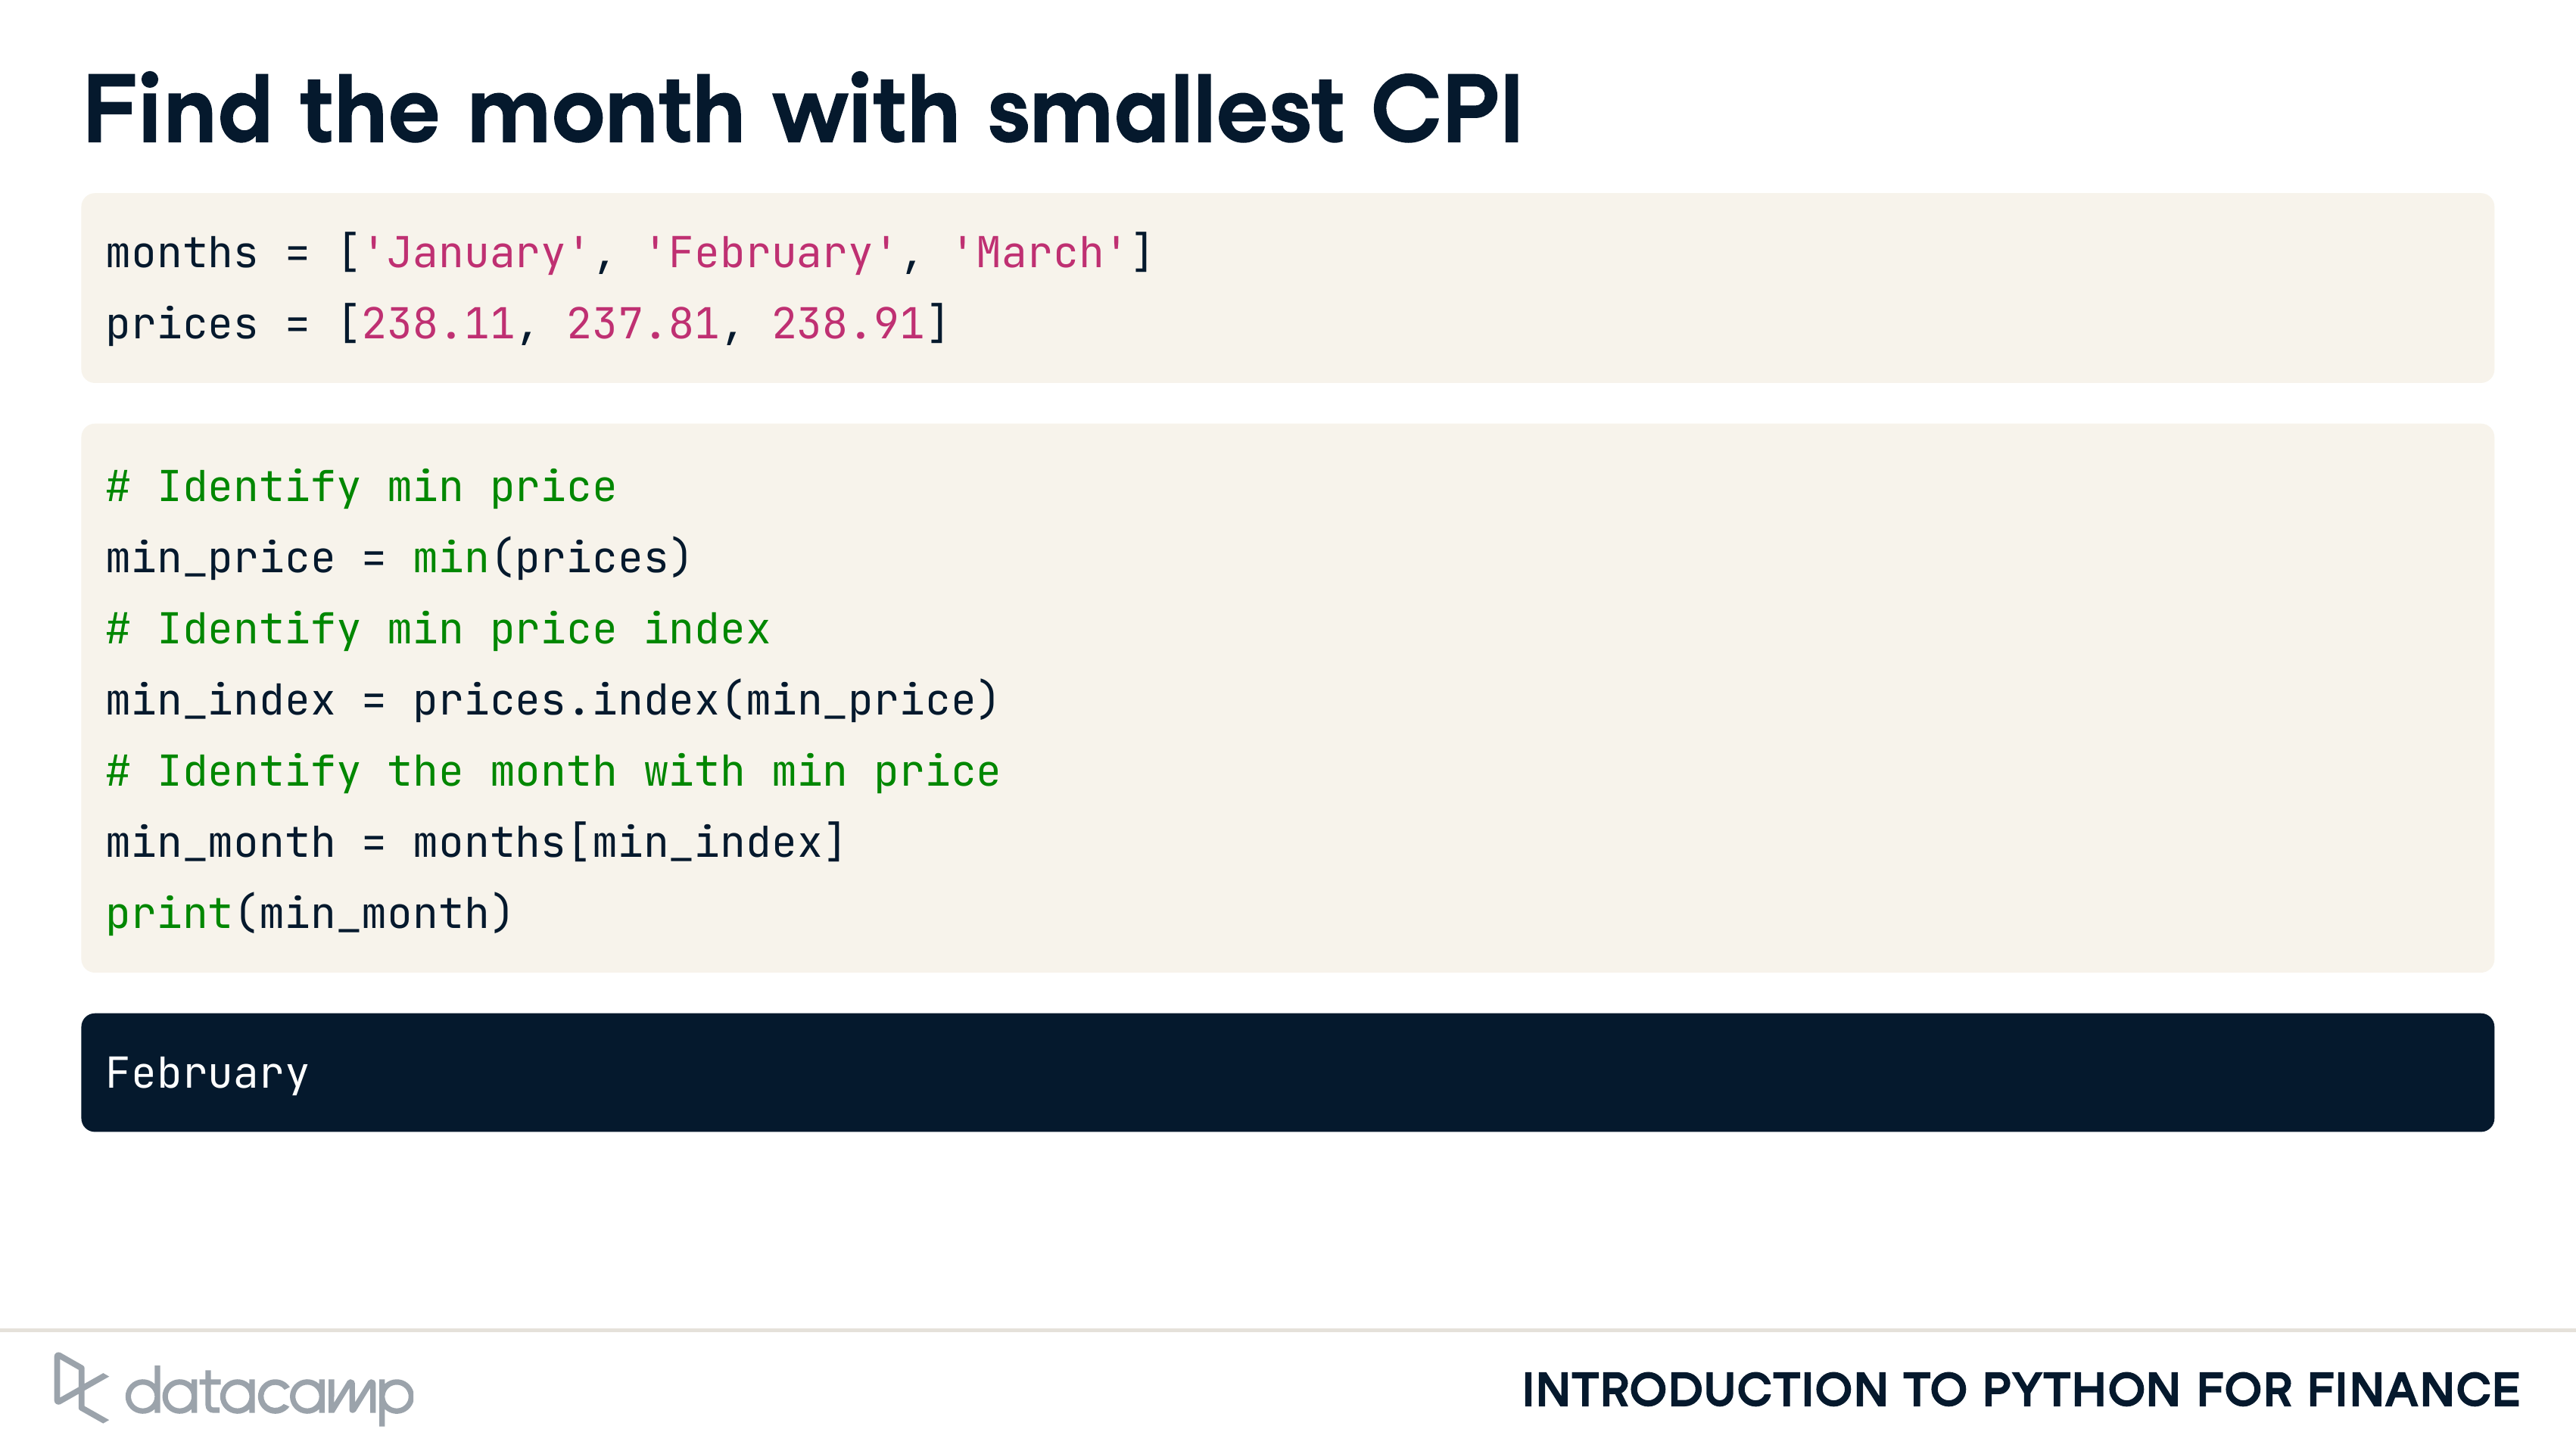 Find the month with smallest CPI
months = ['January', 'February', 'March']
prices = [238.11, 237.81, 238.91]
# Identify min price
min_price = min(prices)
# Identify min price index
min_index = prices.index(min_price)
# Identify the month with min price
min_month = months[min_index]
print(min_month)
February
datacamp
INTRODUCTION TO PYTHON FOR FINANCE